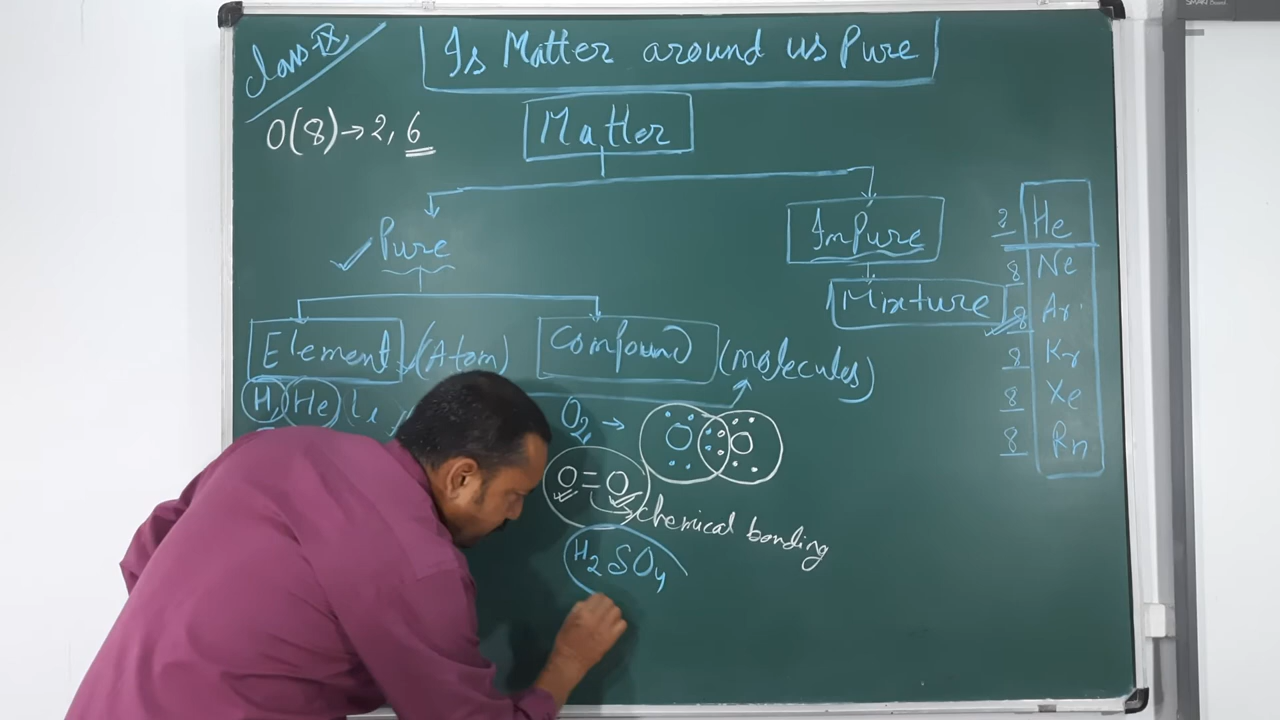 Class-IX
Is Matter around us Pure
O(8)→2, 6
Matter
Pure
Impure
Mixture
Element (Atom)
Compound (molecules)
H, He
O2 →
O=O
chemical bonding
H2SO4
2 He
8 Ne
8 Ar
8 Kr
8 Xe
8 Rn